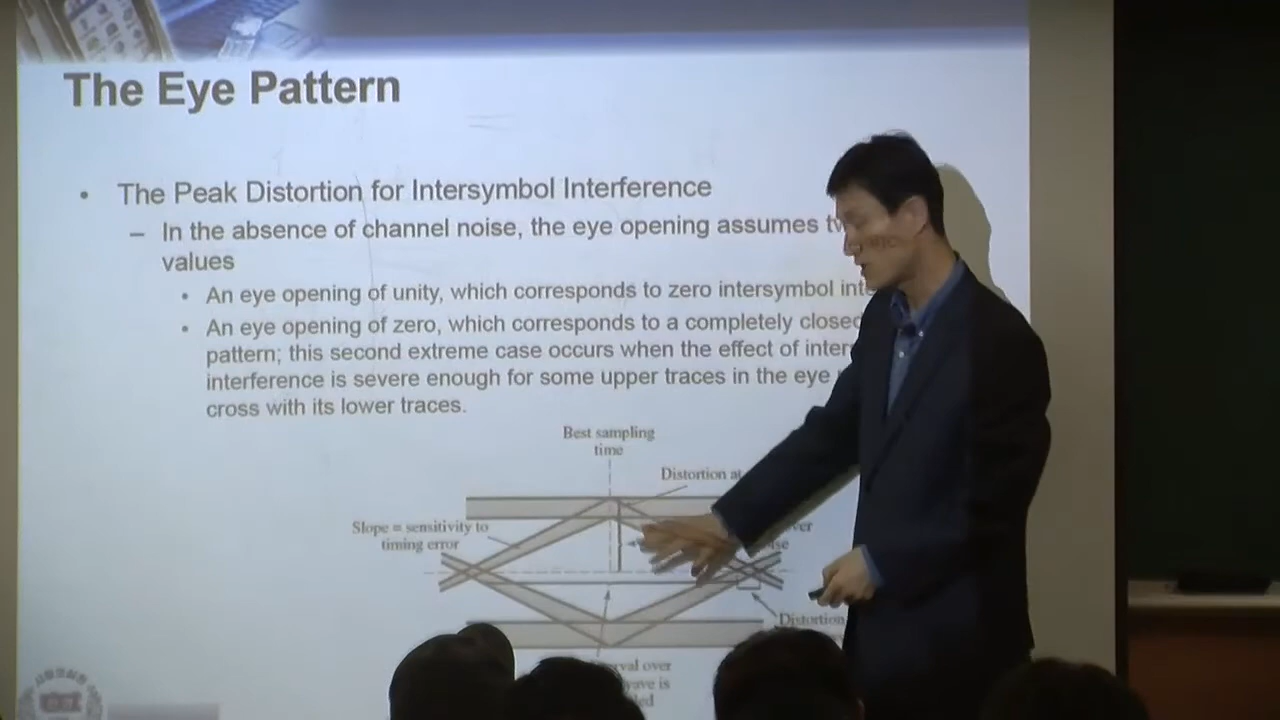 The Eye Pattern
• The Peak Distortion for Intersymbol Interference
– In the absence of channel noise, the eye opening assumes
values
• An eye opening of unity, which corresponds to zero intersymbol
• An eye opening of zero, which corresponds to a completely closed
pattern; this second extreme case occurs when the effect of
interference is severe enough for some upper traces in the eye
cross with its lower traces.
Best sampling
time
Distortion at
Slope = sensitivity to
timing error
Distortion